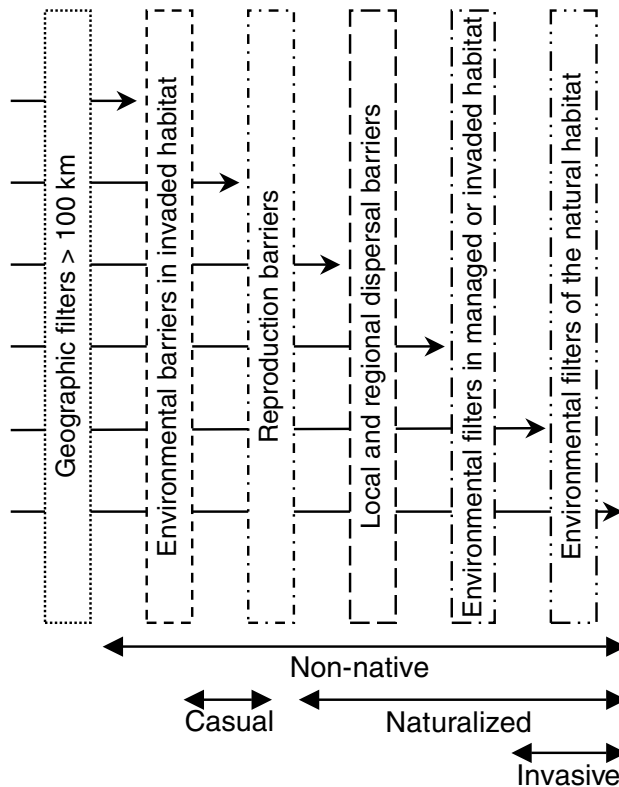 Geographic filters > 100 km
Environmental barriers in invaded habitat
Reproduction barriers
Local and regional dispersal barriers
Environmental filters in managed or invaded habitat
Environmental filters of the natural habitat
Non-native
Casual
Naturalized
Invasive